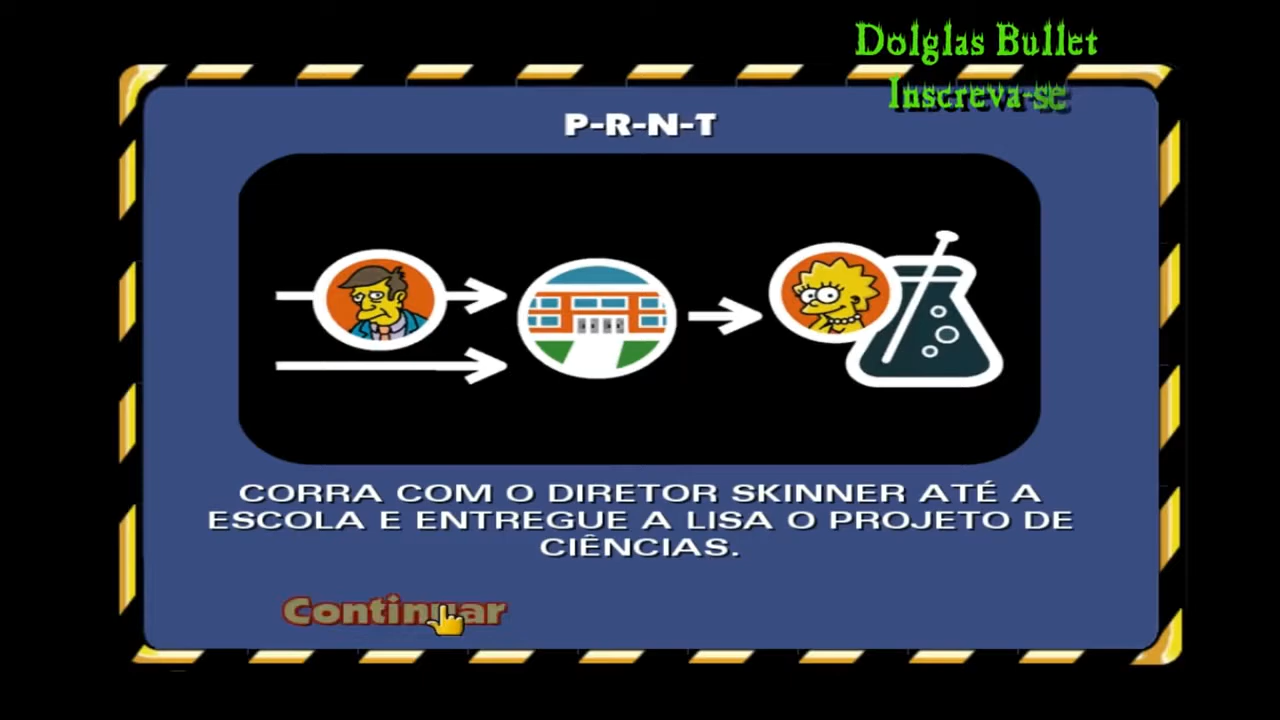 Dolglas Bullet
Inscreva-se
P-R-N-T
CORRA COM O DIRETOR SKINNER ATÉ A
ESCOLA E ENTREGUE A LISA O PROJETO DE
CIÊNCIAS.
Continuar